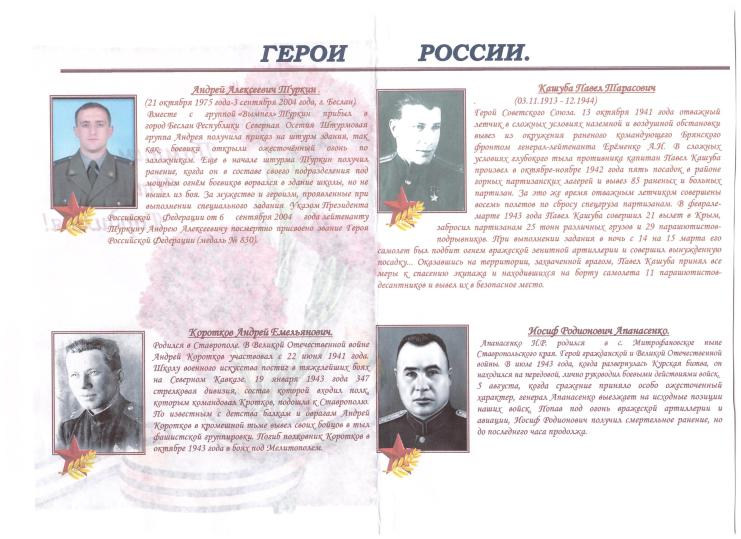 ГЕРОИ РОССИИ.
Андрей Алексеевич Туркин
(21 октября 1975 года-3 сентября 2004 года, г. Беслан).
Вместе с группой «Вымпел» Туркин прибыл в
город Беслан Республики Северная Осетия Штурмовая
группа Андрея получила приказ на штурм здания, так
как боевики открыли ожесточённый огонь по
заложникам. Еще в начале штурма Туркин получил
ранение, когда он в составе своего подразделения под
мощным огнём боевиков ворвался в здание школы, но не
вышел из боя. За мужество и героизм, проявленные при
выполнении специального задания Указом Президента
Российской Федерации от 6 сентября 2004 года лейтенанту
Туркину Андрею Алексеевичу посмертно присвоено звание Героя
Российской Федерации (медаль № 830).
Коротков Андрей Емельянович.
Родился в Ставрополе. В Великой Отечественной войне
Андрей Коротков участвовал с 22 июня 1941 года.
Школу военного искусства постиг в тяжелейших боях
на Северном Кавказе. 19 января 1943 года 347
стрелковая дивизия, состав которой входил полк,
которым командовал Кротков, подошла к Ставрополю.
По известным с детства балкам и оврагам Андрей
Коротков в кромешной тьме вывел своих бойцов в тыл
фашистской группировки. Погиб полковник Коротков в
октябре 1943 года в боях под Мелитополем.
Кашуба Павел Тарасович
(03.11.1913 - 12.1944)
Герой Советского Союза. 13 октября 1941 года отважный
летчик в сложных условиях наземной и воздушной обстановки
вывез из окружения раненого командующего Брянского
фронтом генерал-лейтенанта Ерёменко А.И. В сложных
условиях глубокого тыла противника капитан Павел Кашуба
произвел в октябре-ноябре 1942 года пять посадок в районе
горных партизанских лагерей и вывез 85 раненых и больных
партизан. За это же время отважным летчиком совершены
восемь полетов по сбросу спецгруза партизанам. В феврале-
марте 1943 года Павел Кашуба совершил 21 вылет в Крым,
забросил партизанам 25 тонн различных грузов и 29 парашютистов-
подрывников. При выполнении задания в ночь с 14 на 15 марта его
самолет был подбит огнем вражеской зенитной артиллерии и совершил вынужденную
посадку... Оказавшись на территории, захваченной врагом, Павел Кашуба принял все
меры к спасению экипажа и находившихся на борту самолета 11 парашютистов-
десантников и вывел их в безопасное место.
Иосиф Родионович Апанасенко.
Апанасенко И.Р. родился в с. Митрофановское ныне
Ставропольского края. Герой гражданской и Великой Отечественной
войны. В июле 1943 года, когда развернулась Курская битва, он
находился на передовой, лично руководил боевыми действиями войск.
5 августа, когда сражение приняло особо ожесточенный
характер, генерал Апанасенко выезжает на исходные позиции
наших войск. Попав под огонь вражеской артиллерии и
авиации, Иосиф Родионович получил смертельное ранение, но
до последнего часа продолжа.